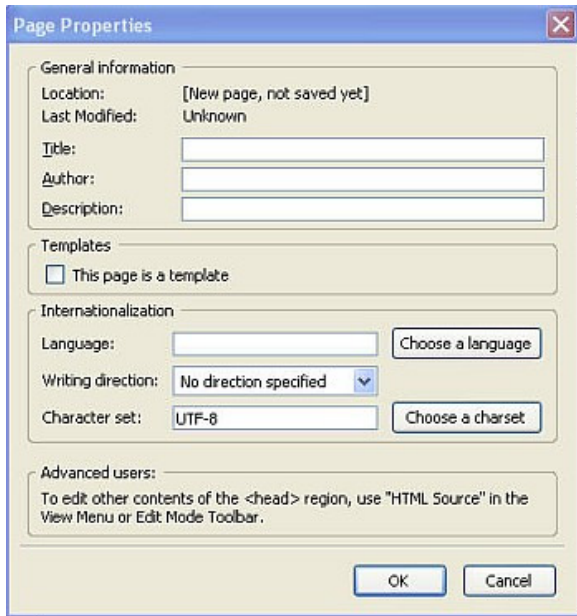 Page Properties
General information
Location: [New page, not saved yet]
Last Modified: Unknown
Title:
Author:
Description:
Templates
This page is a template
Internationalization
Language: Choose a language
Writing direction: No direction specified
Character set: UTF-8 Choose a charset
Advanced users:
To edit other contents of the <head> region, use "HTML Source" in the
View Menu or Edit Mode Toolbar.
OK Cancel